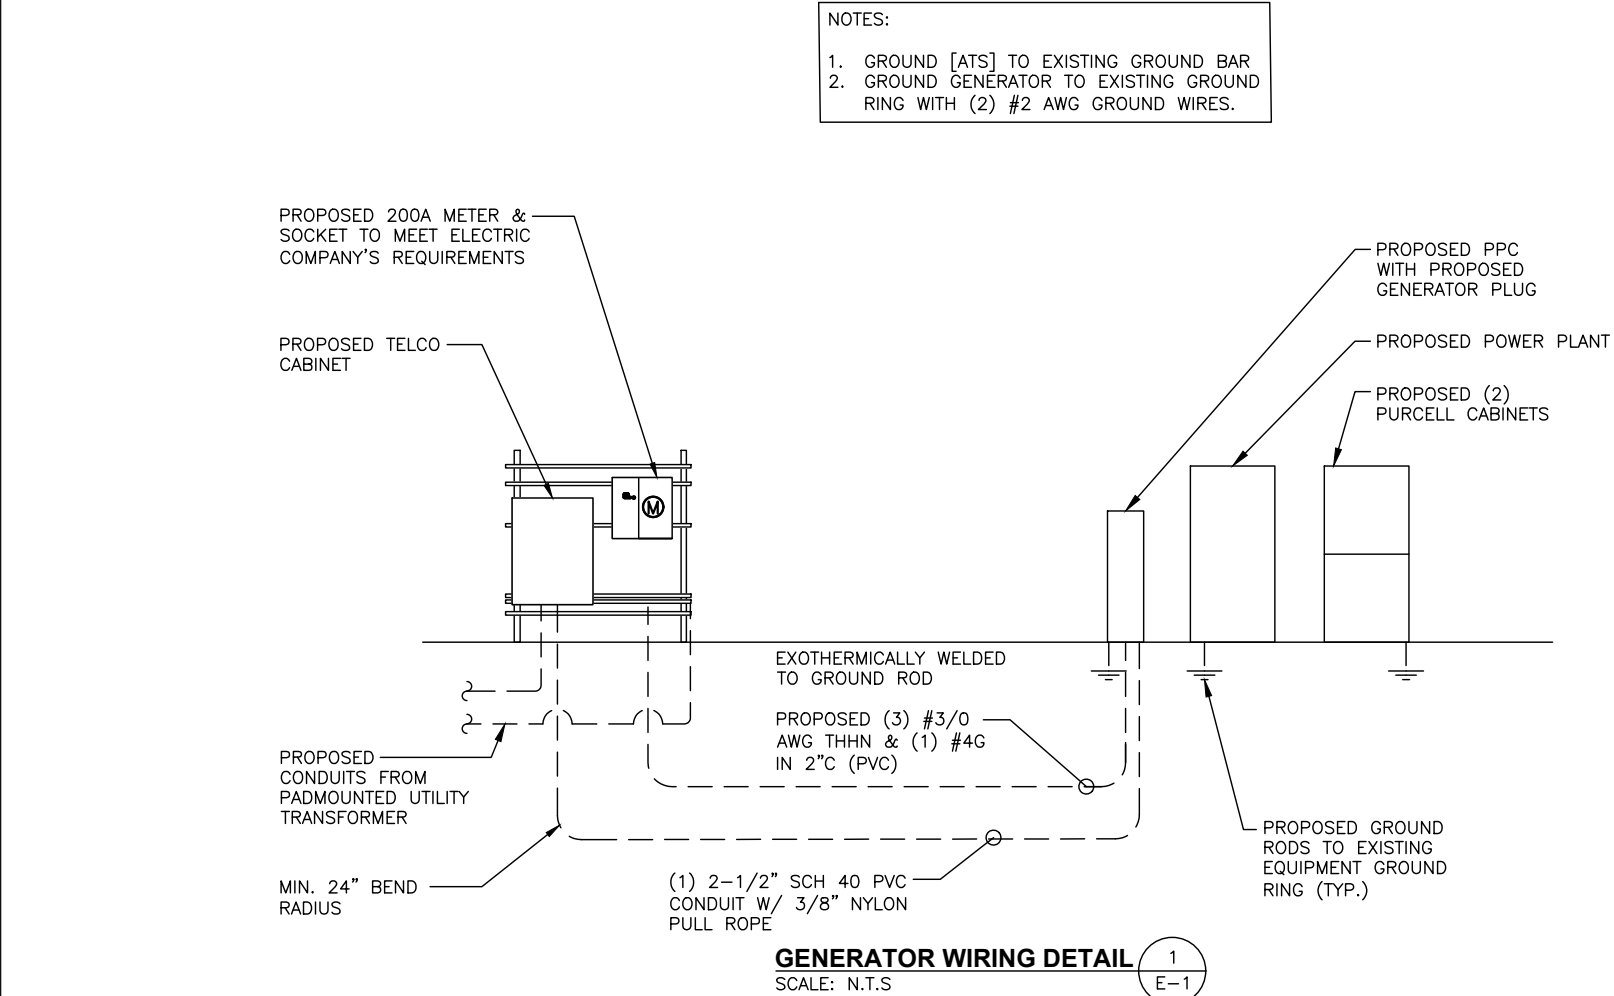 NOTES:
1. GROUND [ATS] TO EXISTING GROUND BAR
2. GROUND GENERATOR TO EXISTING GROUND
RING WITH (2) #2 AWG GROUND WIRES.
PROPOSED 200A METER &
SOCKET TO MEET ELECTRIC
COMPANY'S REQUIREMENTS
PROPOSED TELCO
CABINET
M
PROPOSED PPC
WITH PROPOSED
GENERATOR PLUG
PROPOSED POWER PLANT
PROPOSED (2)
PURCELL CABINETS
EXOTHERMICALLY WELDED
TO GROUND ROD
PROPOSED (3) #3/0
AWG THHN & (1) #4G
IN 2"C (PVC)
PROPOSED
CONDUITS FROM
PADMOUNTED UTILITY
TRANSFORMER
MIN. 24" BEND
RADIUS
(1) 2-1/2" SCH 40 PVC
CONDUIT W/ 3/8" NYLON
PULL ROPE
PROPOSED GROUND
RODS TO EXISTING
EQUIPMENT GROUND
RING (TYP.)
GENERATOR WIRING DETAIL
SCALE: N.T.S
1
E-1